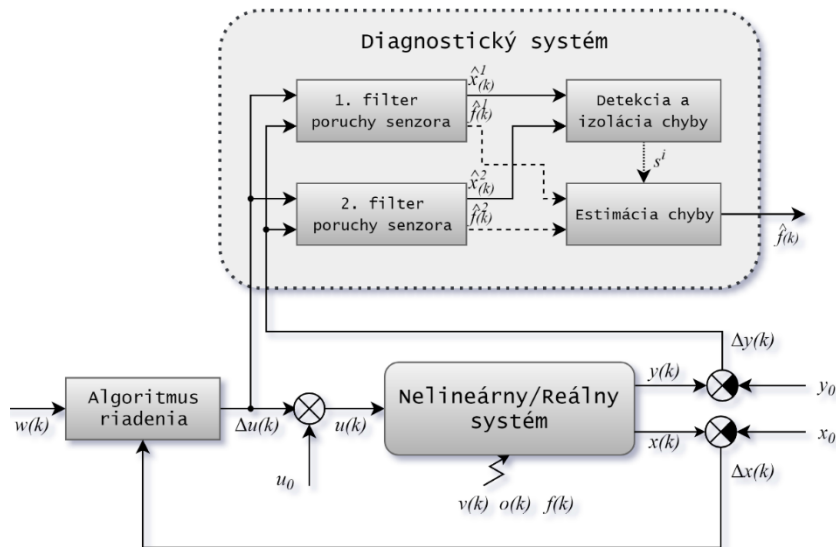 Diagnostický systém
1. filter
poruchy senzora
x̂¹(k)
f̂¹(k)
Detekcia a
izolácia chyby
sⁱ
2. filter
poruchy senzora
x̂²(k)
f̂²(k)
Estimácia chyby
f̂(k)
Δy(k)
Algoritmus
riadenia
w(k)
Δu(k)
u(k)
u₀
Nelineárny/Reálny
systém
y(k)
y₀
x(k)
x₀
Δx(k)
v(k) o(k) f(k)